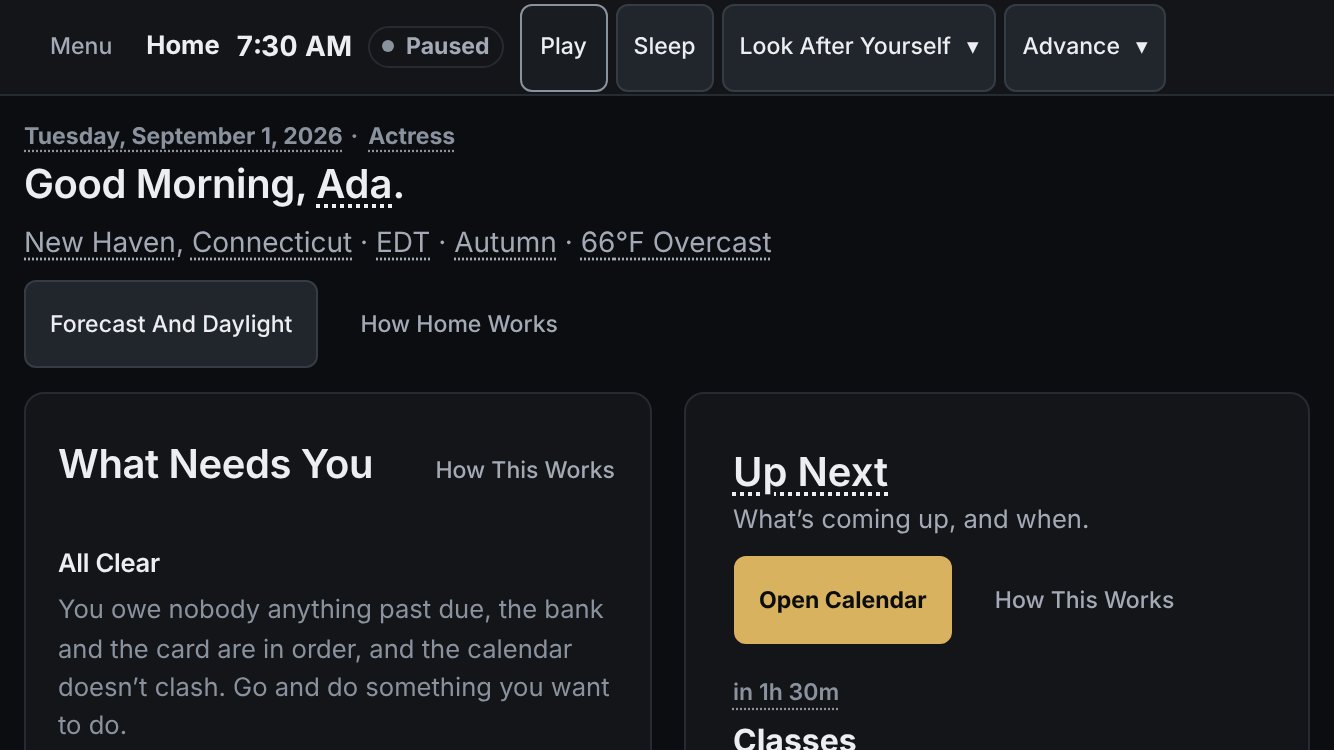 Menu Home 7:30 AM Paused Play Sleep Look After Yourself ▼ Advance ▼
Tuesday, September 1, 2026 · Actress
Good Morning, Ada.
New Haven, Connecticut · EDT · Autumn · 66°F Overcast
Forecast And Daylight How Home Works
What Needs You How This Works
All Clear
You owe nobody anything past due, the bank
and the card are in order, and the calendar
doesn’t clash. Go and do something you want
to do.
Up Next
What’s coming up, and when.
Open Calendar How This Works
in 1h 30m
Classes